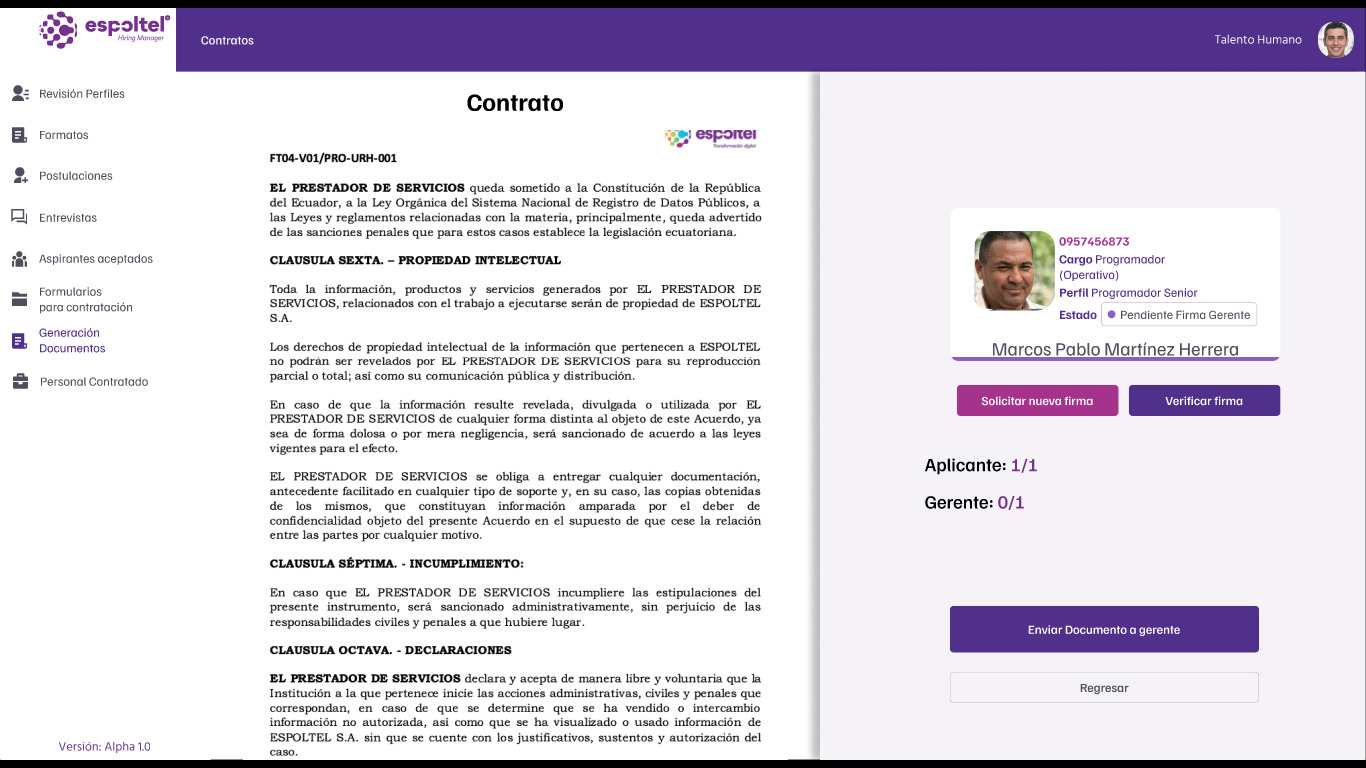 espoltel®
Hiring Manager
Contratos
Talento Humano
Revisión Perfiles
Formatos
Postulaciones
Entrevistas
Aspirantes aceptados
Formularios
para contratación
Generación
Documentos
Personal Contratado
Versión: Alpha 1.0
Contrato
espoltel
Transformación digital
FT04-V01/PRO-URH-001
EL PRESTADOR DE SERVICIOS queda sometido a la Constitución de la República
del Ecuador, a la Ley Orgánica del Sistema Nacional de Registro de Datos Públicos, a
las Leyes y reglamentos relacionadas con la materia, principalmente, queda advertido
de las sanciones penales que para estos casos establece la legislación ecuatoriana.
CLAUSULA SEXTA. – PROPIEDAD INTELECTUAL
Toda la información, productos y servicios generados por EL PRESTADOR DE
SERVICIOS, relacionados con el trabajo a ejecutarse serán de propiedad de ESPOLTEL
S.A.
Los derechos de propiedad intelectual de la información que pertenecen a ESPOLTEL
no podrán ser revelados por EL PRESTADOR DE SERVICIOS para su reproducción
parcial o total; así como su comunicación pública y distribución.
En caso de que la información resulte revelada, divulgada o utilizada por EL
PRESTADOR DE SERVICIOS de cualquier forma distinta al objeto de este Acuerdo, ya
sea de forma dolosa o por mera negligencia, será sancionado de acuerdo a las leyes
vigentes para el efecto.
EL PRESTADOR DE SERVICIOS se obliga a entregar cualquier documentación,
antecedente facilitado en cualquier tipo de soporte y, en su caso, las copias obtenidas
de los mismos, que constituyan información amparada por el deber de
confidencialidad objeto del presente Acuerdo en el supuesto de que cese la relación
entre las partes por cualquier motivo.
CLAUSULA SÉPTIMA. - INCUMPLIMIENTO:
En caso que EL PRESTADOR DE SERVICIOS incumpliere las estipulaciones del
presente instrumento, será sancionado administrativamente, sin perjuicio de las
responsabilidades civiles y penales a que hubiere lugar.
CLAUSULA OCTAVA. - DECLARACIONES
EL PRESTADOR DE SERVICIOS declara y acepta de manera libre y voluntaria que la
Institución a la que pertenece inicie las acciones administrativas, civiles y penales que
correspondan, en caso de que se determine que se ha vendido o intercambio
información no autorizada, así como que se ha visualizado o usado información de
ESPOLTEL S.A. sin que se cuente con los justificativos, sustentos y autorización del
caso.
0957456873
Cargo Programador
(Operativo)
Perfil Programador Senior
Estado Pendiente Firma Gerente
Marcos Pablo Martínez Herrera
Solicitar nueva firma
Verificar firma
Aplicante: 1/1
Gerente: 0/1
Enviar Documento a gerente
Regresar